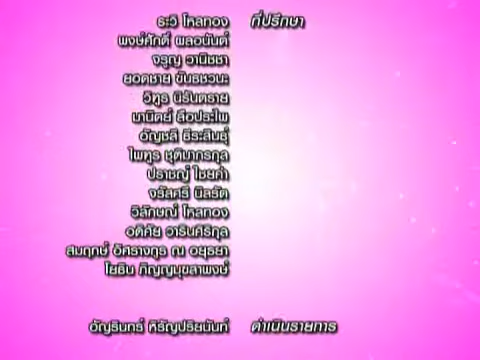 ระวิ โหลทอง ที่ปรึกษา
พงษ์ศักดิ์ ผลอนันต์
จรูญ วานิชชา
ยอดชาย ขันธชวนะ
วิฑูร นิรันตราย
มานิตย์ ลือประไพ
อัญชลี ธีระสินธุ์
ไพฑูร ชุติมากรกุล
ปราชญ์ ไชยคำ
จรัสศรี นิลรัต
วิลักษณ์ โหลทอง
อดิศัย วารินศิริกุล
สมฤกษ์ อัศรางกูร ณ อยุธยา
โยธิน ภิญญมุขลาพงษ์
อัญรินทร์ หิรัญปริยนันท์ ดำเนินรายการ